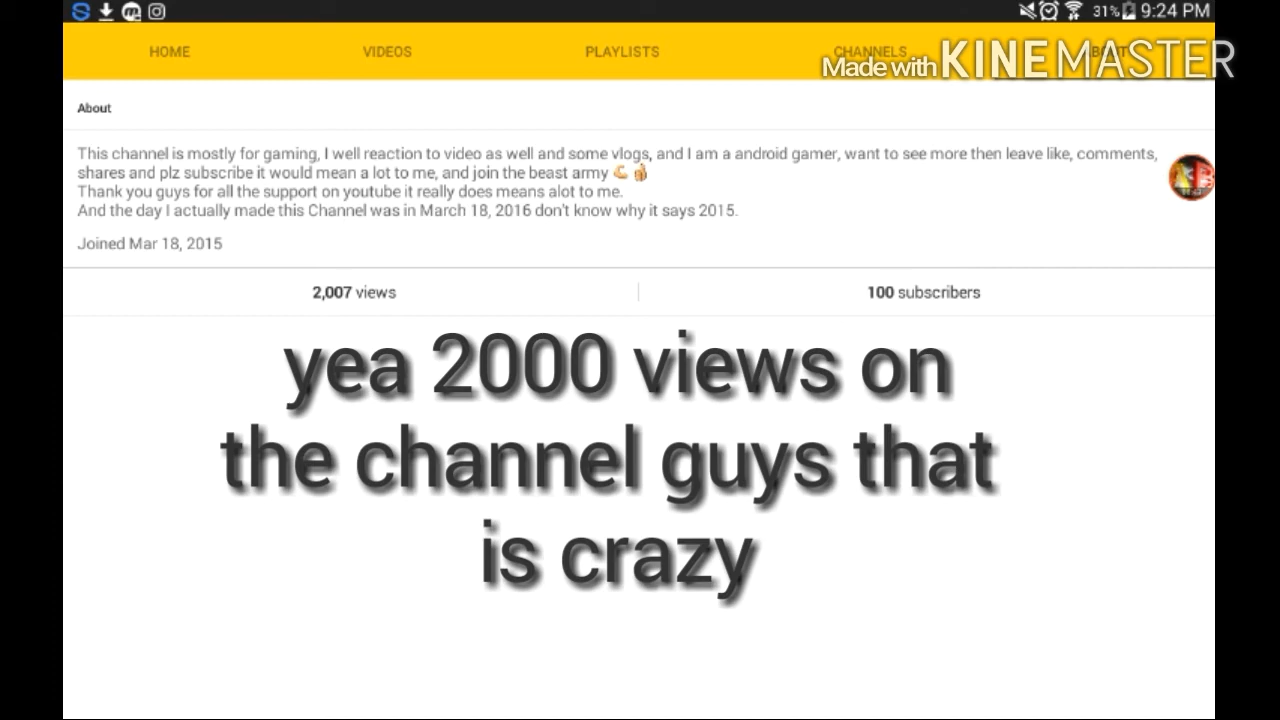 31% 9:24 PM
HOME VIDEOS PLAYLISTS CHANNELS ABOUT
Made with KINEMASTER
About
This channel is mostly for gaming, I well reaction to video as well and some vlogs, and I am a android gamer, want to see more then leave like, comments,
shares and plz subscribe it would mean a lot to me, and join the beast army 💪 👍
Thank you guys for all the support on youtube it really does means alot to me.
And the day I actually made this Channel was in March 18, 2016 don't know why it says 2015.
Joined Mar 18, 2015
2,007 views 100 subscribers
yea 2000 views on
the channel guys that
is crazy